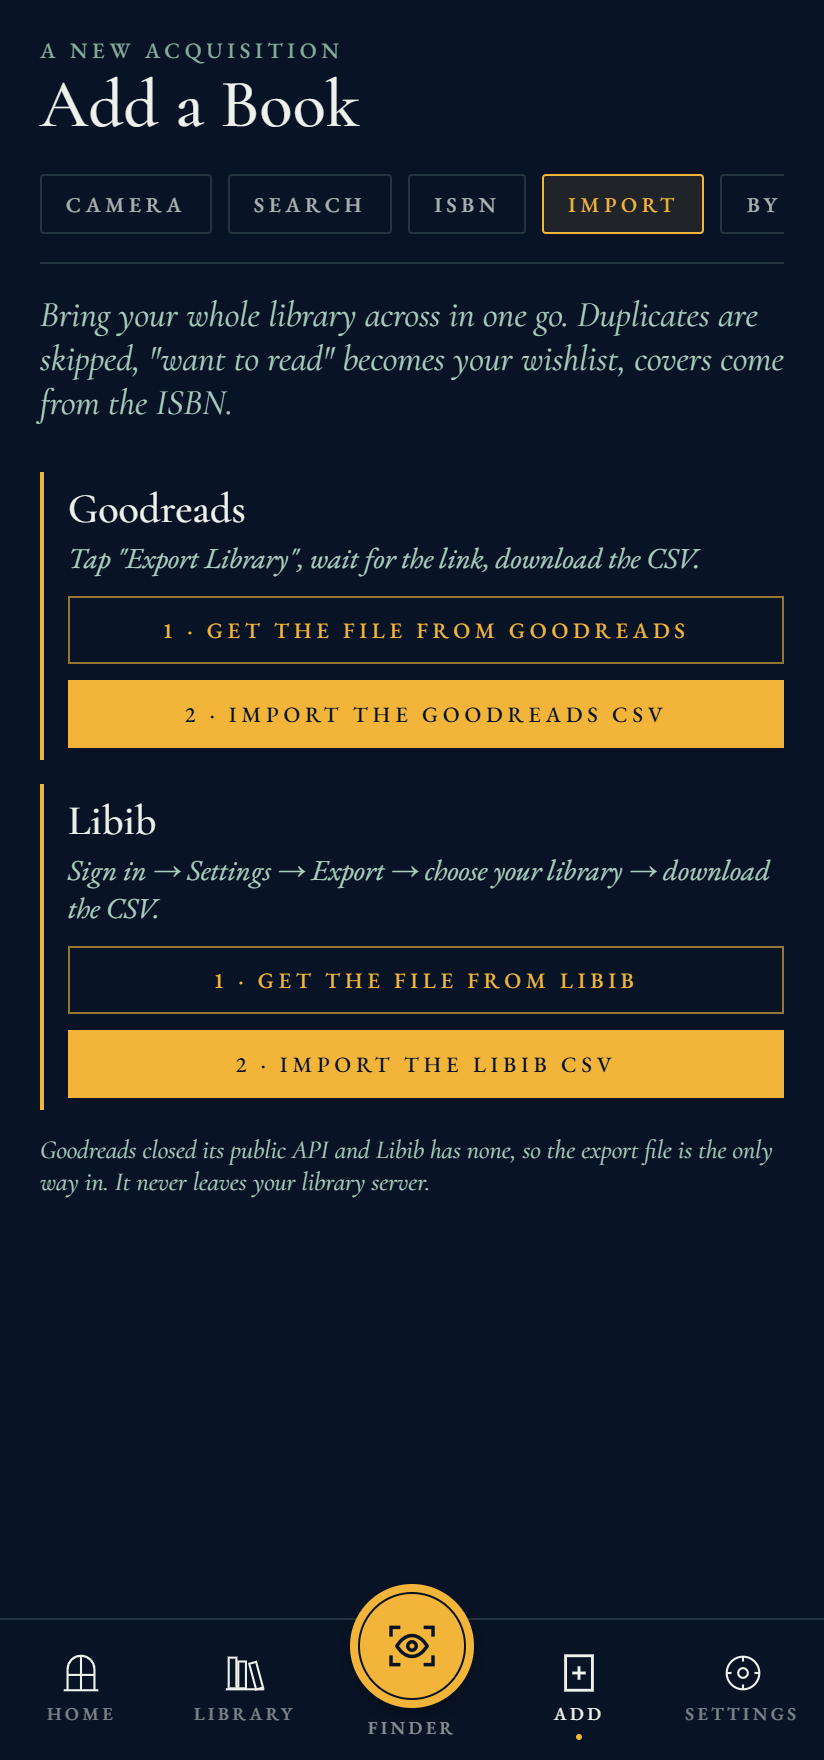 A NEW ACQUISITION
Add a Book
CAMERA
SEARCH
ISBN
IMPORT
BY
Bring your whole library across in one go. Duplicates are
skipped, "want to read" becomes your wishlist, covers come
from the ISBN.
Goodreads
Tap "Export Library", wait for the link, download the CSV.
1 · GET THE FILE FROM GOODREADS
2 · IMPORT THE GOODREADS CSV
Libib
Sign in → Settings → Export → choose your library → download
the CSV.
1 · GET THE FILE FROM LIBIB
2 · IMPORT THE LIBIB CSV
Goodreads closed its public API and Libib has none, so the export file is the only
way in. It never leaves your library server.
HOME
LIBRARY
FINDER
ADD
SETTINGS